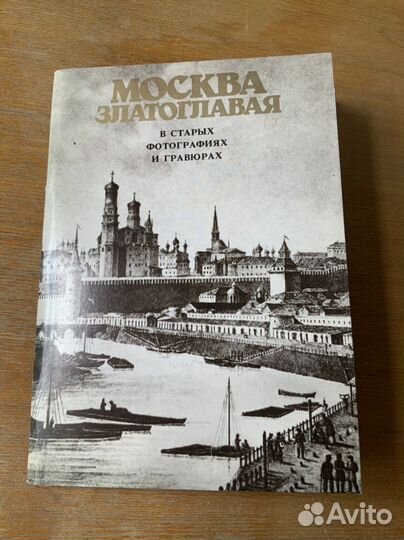 МОСКВА
ЗЛАТОГЛАВАЯ
В СТАРЫХ
ФОТОГРАФИЯХ
И ГРАВЮРАХ
Avito